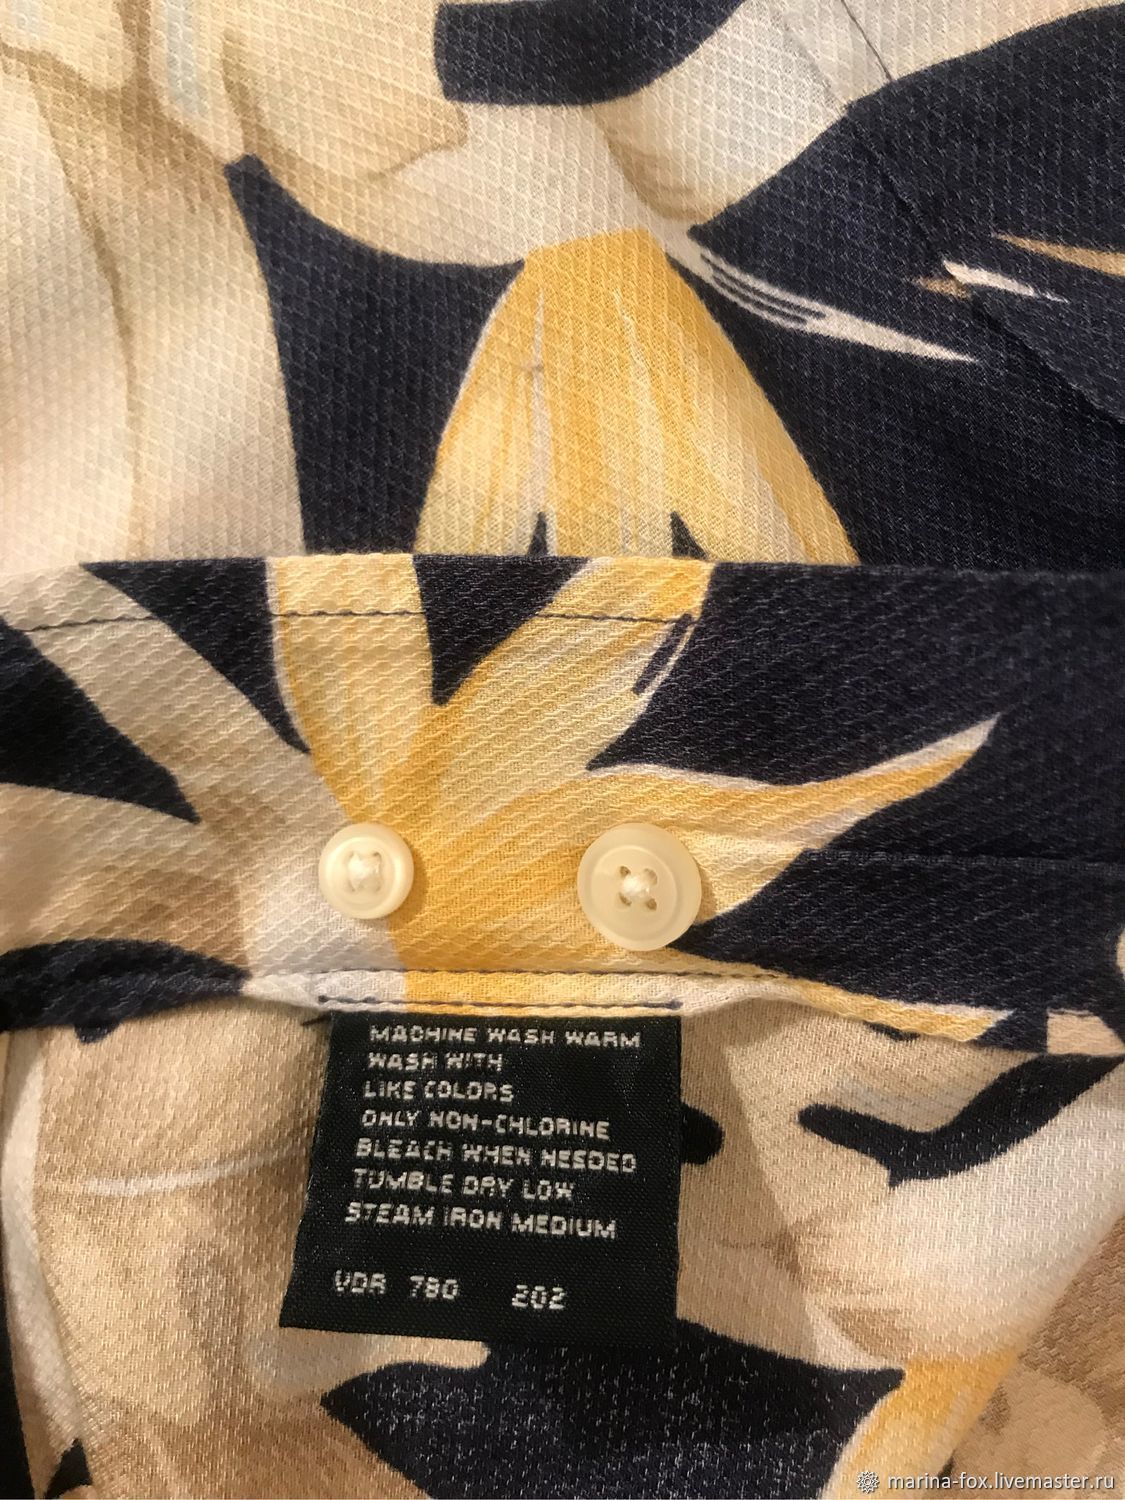 MACHINE WASH WARM
WASH WITH
LIKE COLORS
ONLY NON-CHLORINE
BLEACH WHEN NEEDED
TUMBLE DRY LOW
STEAM IRON MEDIUM
VDR 780 202
marina-fox.livemaster.ru